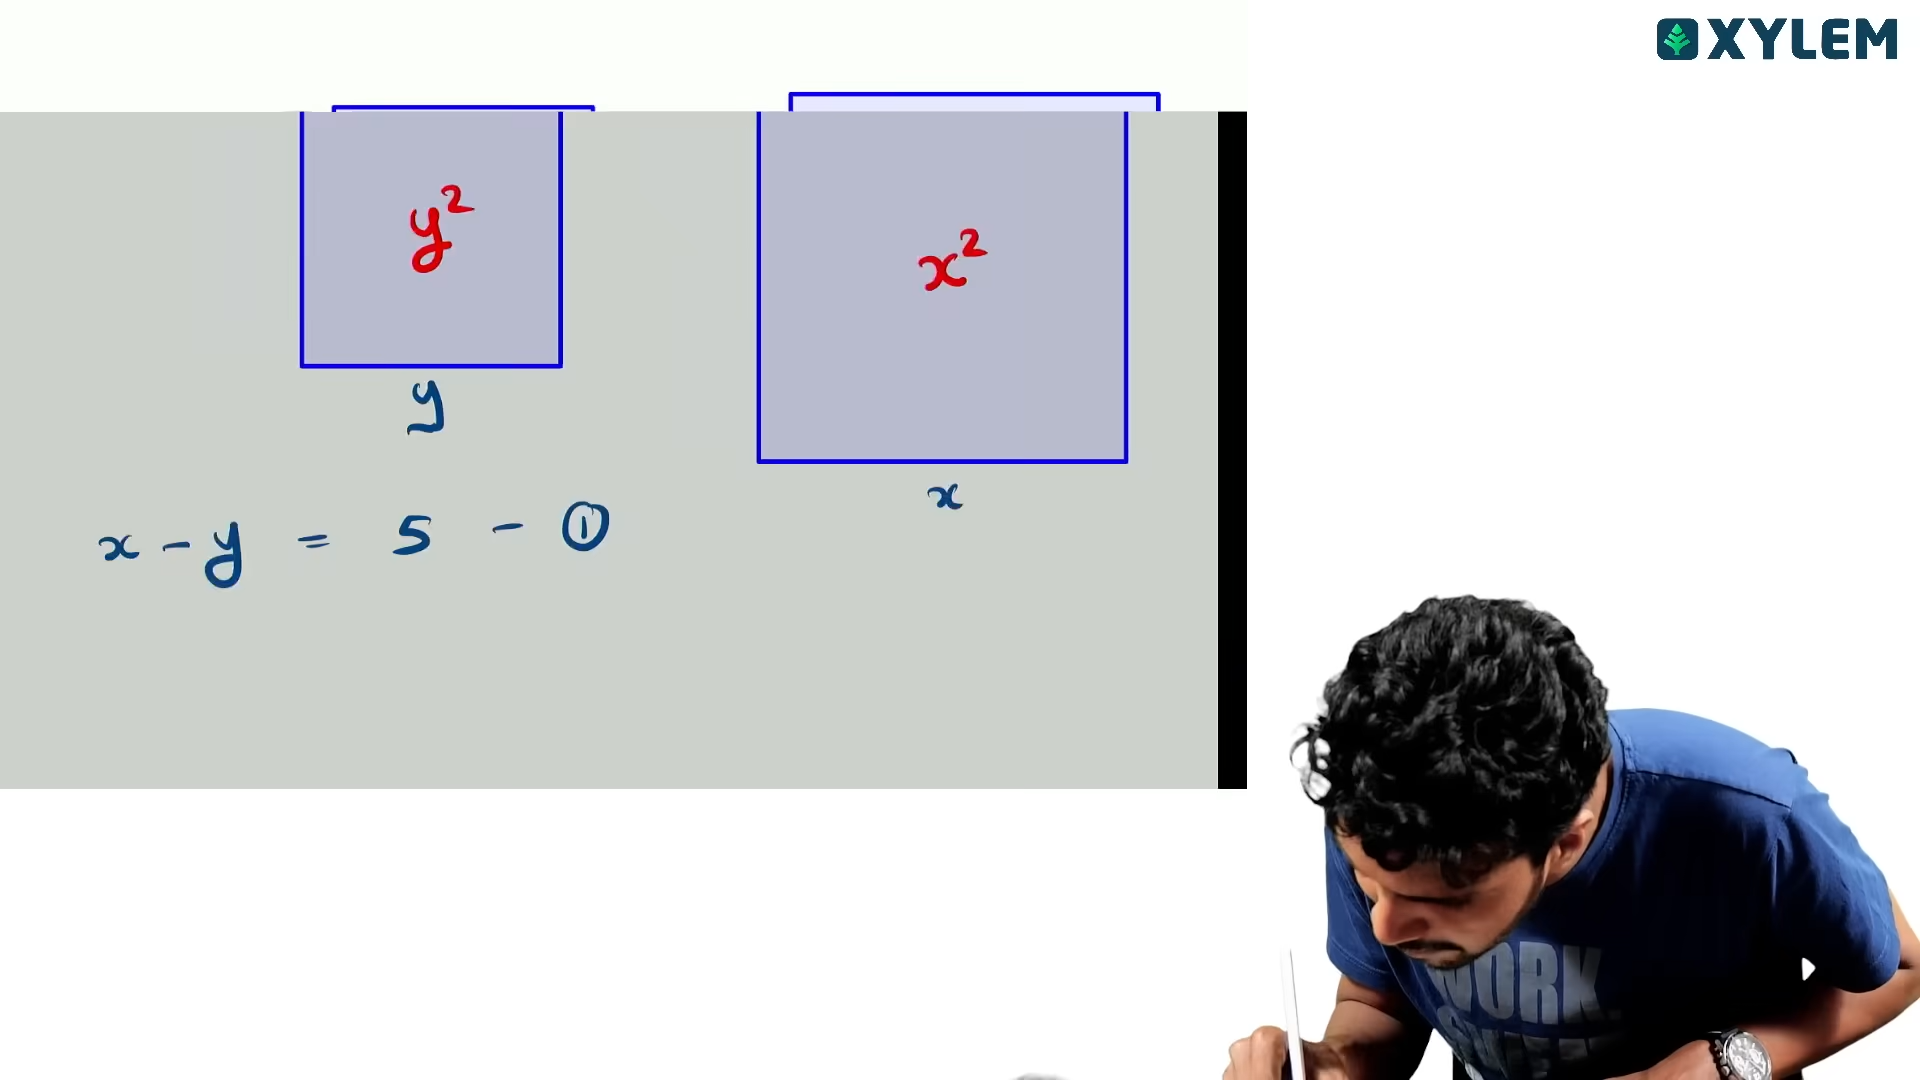 XYLEM
y²
x²
y
x
x - y = 5 - ①
WORK.